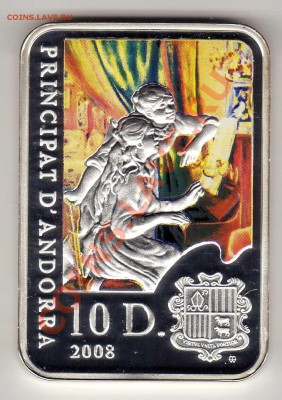 COINS.LAVE.RU
PRINCIPAT D'ANDORRA
10 D.
2008